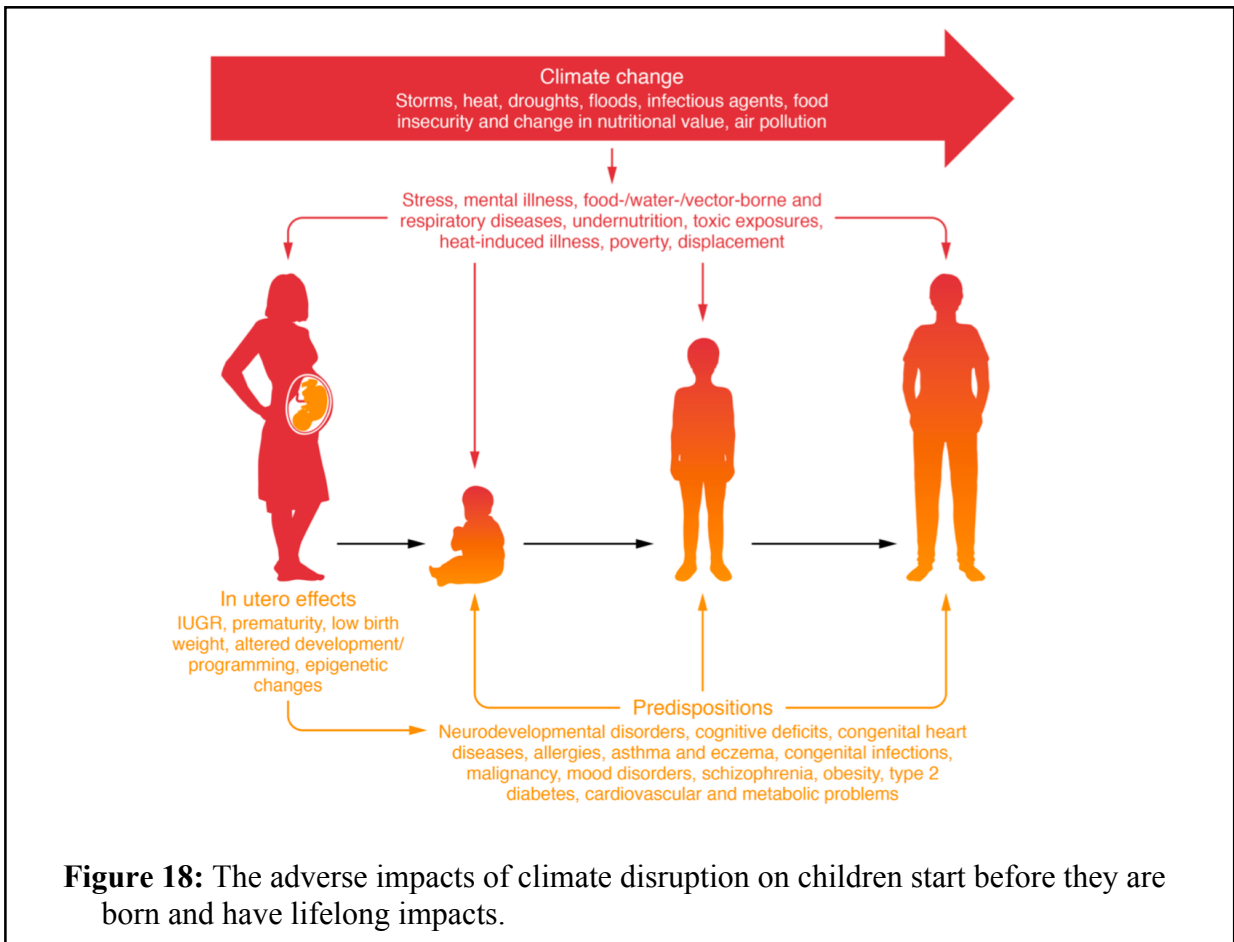 Climate change
Storms, heat, droughts, floods, infectious agents, food
insecurity and change in nutritional value, air pollution
Stress, mental illness, food-/water-/vector-borne and
respiratory diseases, undernutrition, toxic exposures,
heat-induced illness, poverty, displacement
In utero effects
IUGR, prematurity, low birth
weight, altered development/
programming, epigenetic
changes
Predispositions
Neurodevelopmental disorders, cognitive deficits, congenital heart
diseases, allergies, asthma and eczema, congenital infections,
malignancy, mood disorders, schizophrenia, obesity, type 2
diabetes, cardiovascular and metabolic problems
Figure 18: The adverse impacts of climate disruption on children start before they are
born and have lifelong impacts.